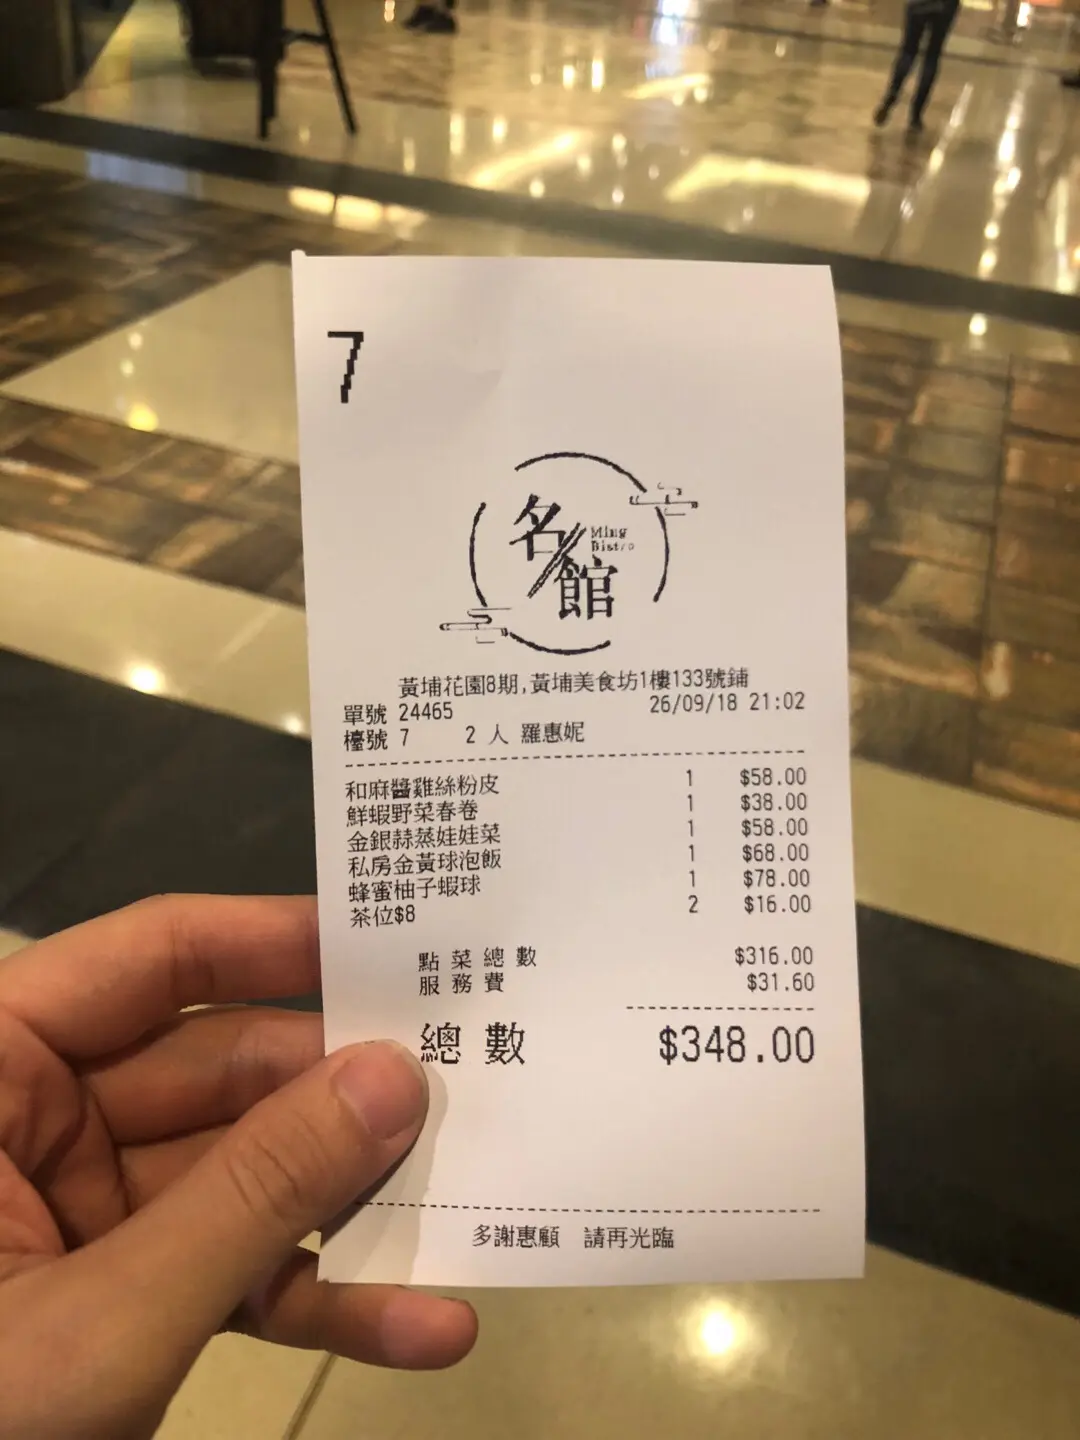 7
名館
Ming
Bistro
黃埔花園8期,黃埔美食坊1樓133號鋪
單號 24465 26/09/18 21:02
檯號 7 2 人 羅惠妮
和麻醬雞絲粉皮 1 $58.00
鮮蝦野菜春卷 1 $38.00
金銀蒜蒸娃娃菜 1 $58.00
私房金黃球泡飯 1 $68.00
蜂蜜柚子蝦球 1 $78.00
茶位$8 2 $16.00
點菜總數 $316.00
服務費 $31.60
總數 $348.00
多謝惠顧 請再光臨